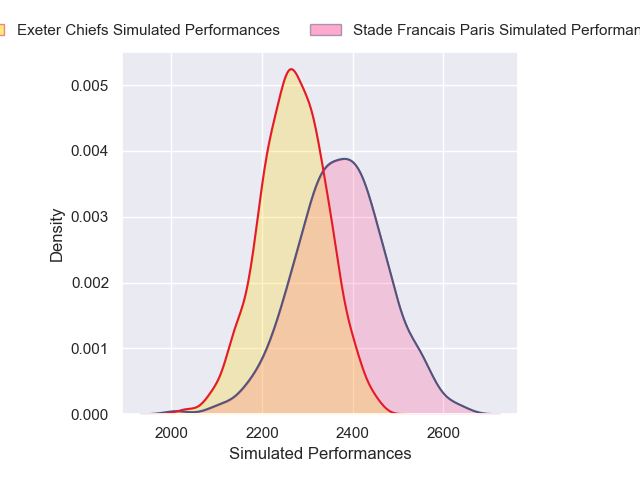 Exeter Chiefs Simulated Performances
Stade Francais Paris Simulated Performan
0.005
0.004
0.003
0.002
0.001
0.000
Density
2000
2200
2400
2600
Simulated Performances